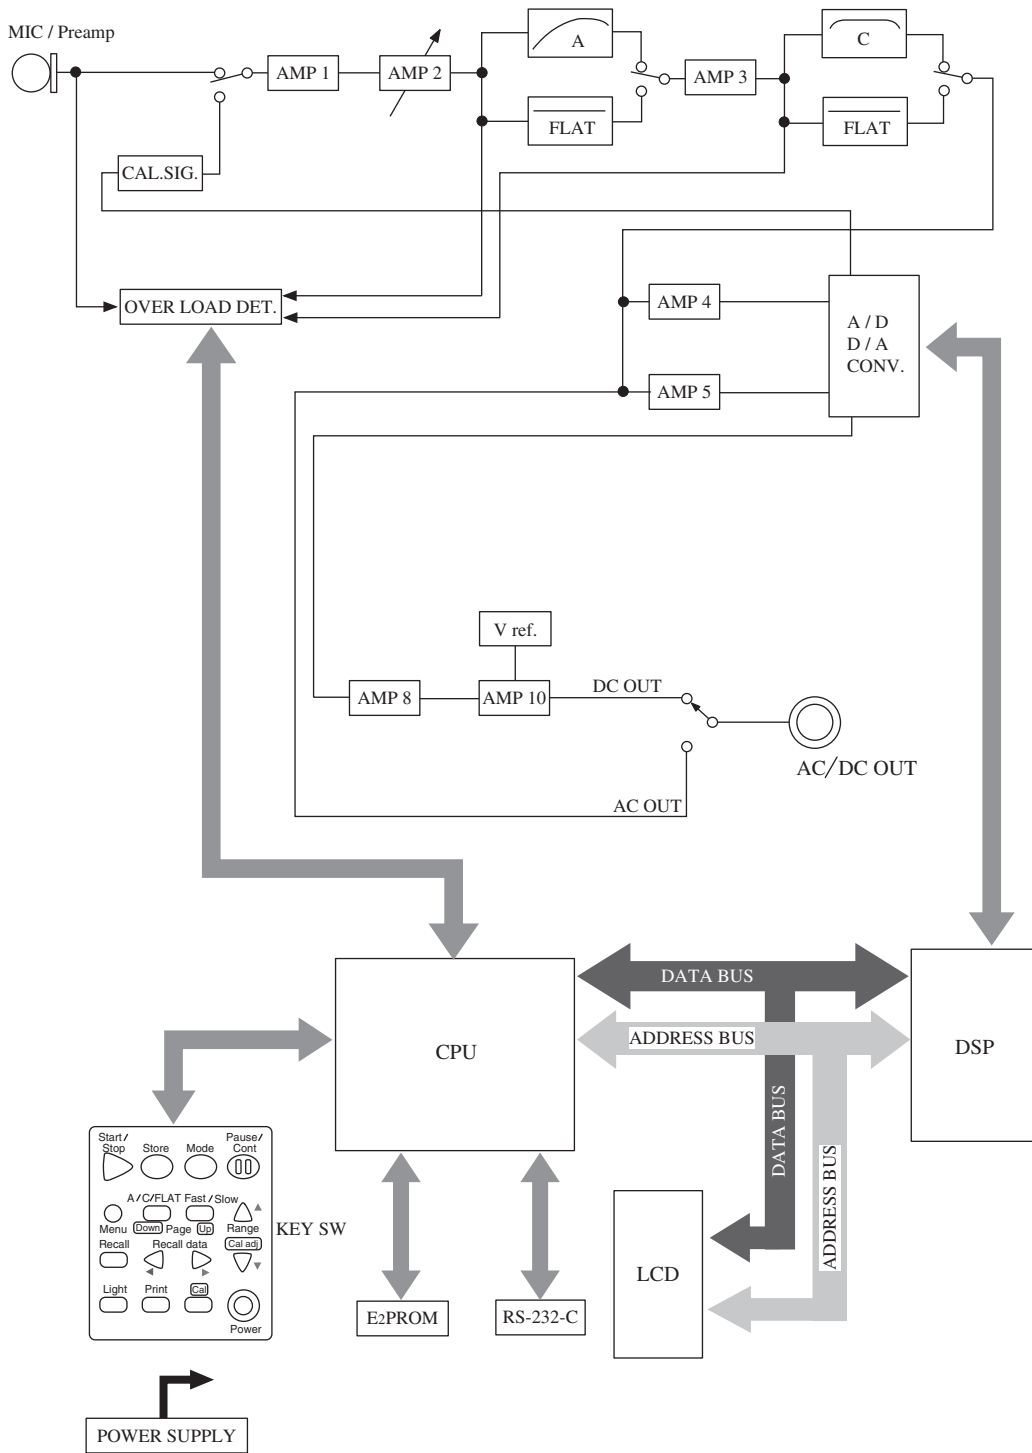 MIC / Preamp
AMP 1
AMP 2
A
FLAT
AMP 3
C
FLAT
CAL.SIG.
OVER LOAD DET.
AMP 4
AMP 5
A / D
D / A
CONV.
V ref.
AMP 8
AMP 10
DC OUT
AC OUT
AC/DC OUT
CPU
DATA BUS
ADDRESS BUS
DSP
DATA BUS
ADDRESS BUS
LCD
Start/
Stop
Store
Mode
Pause/
Cont
A/C/FLAT
Fast/Slow
Menu
Down
Page
Up
Range
Recall
Recall data
Cal adj
Light
Print
Cal
Power
KEY SW
E2PROM
RS-232-C
POWER SUPPLY